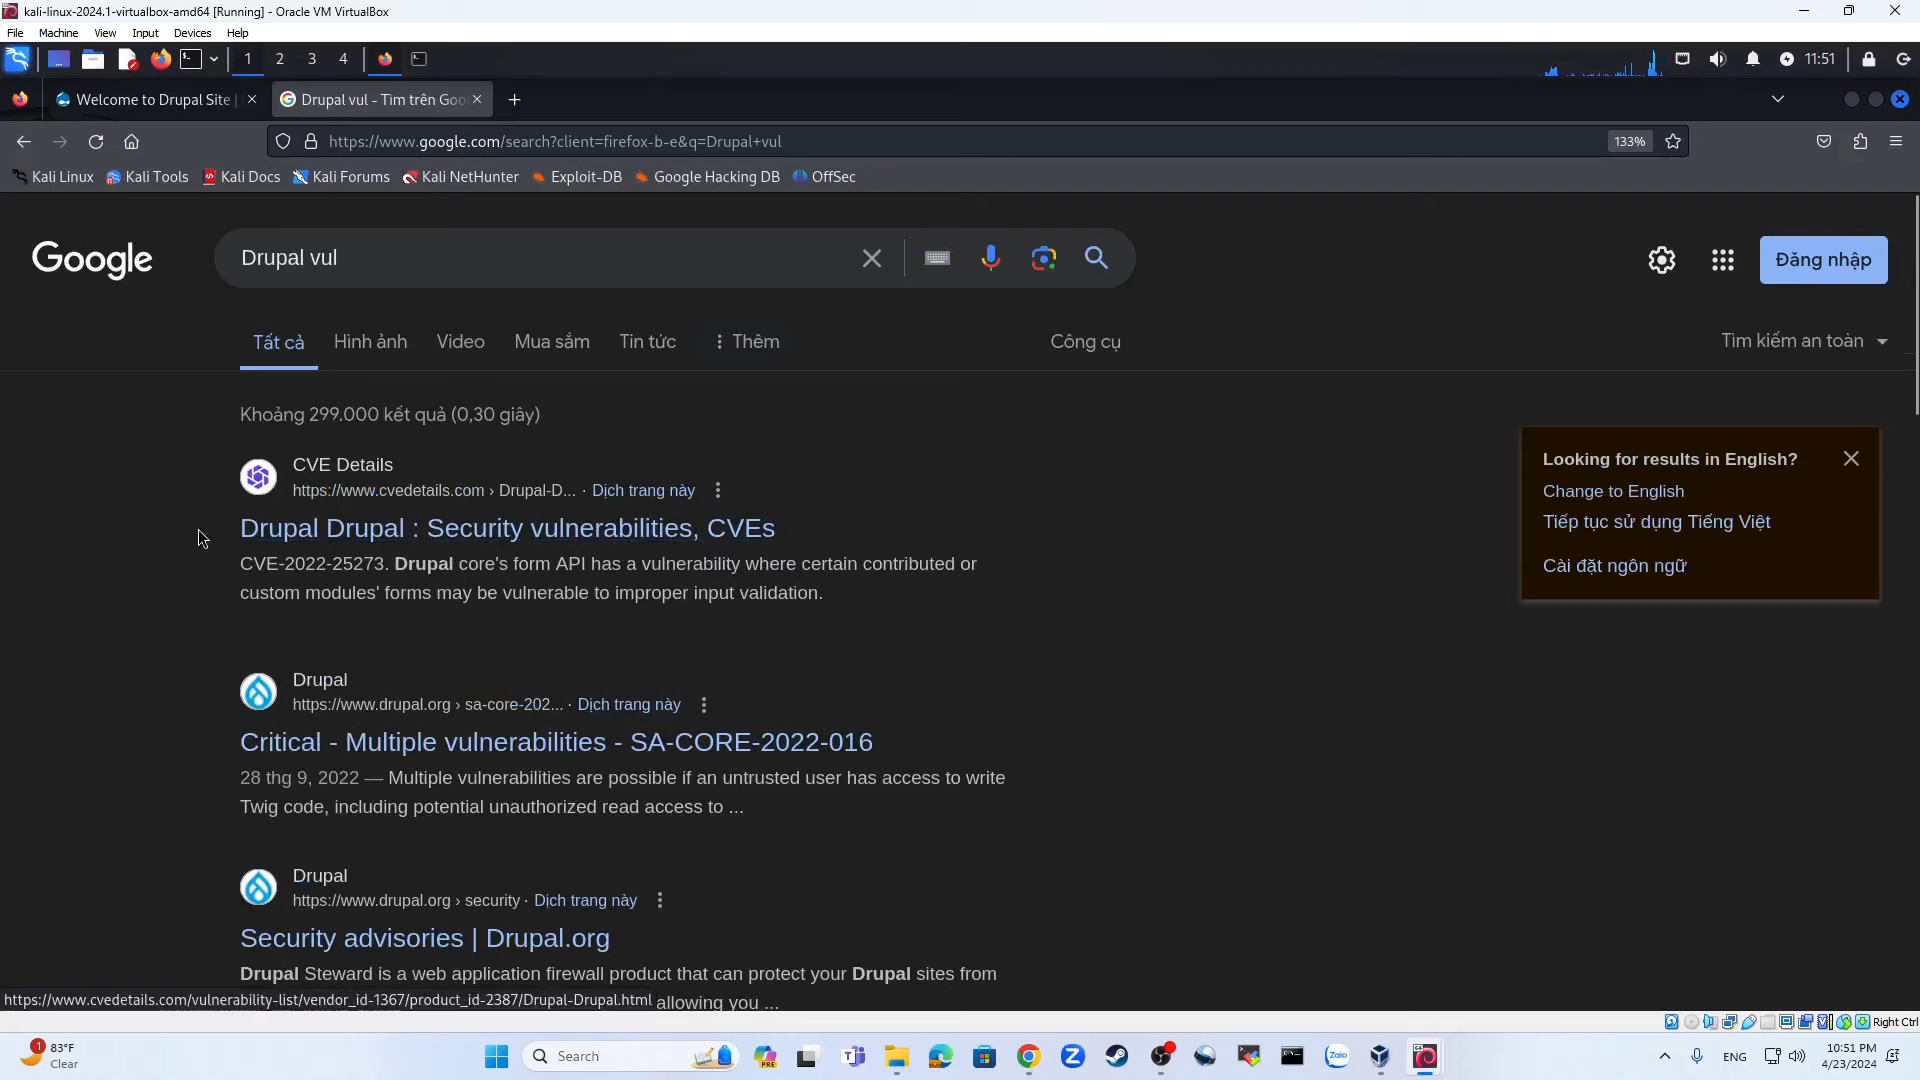 kali-linux-2024.1-virtualbox-amd64 [Running] - Oracle VM VirtualBox
File Machine View Input Devices Help
1 2 3 4 11:51
Welcome to Drupal Site | Drupal vul - Tìm trên Goo
https://www.google.com/search?client=firefox-b-e&q=Drupal+vul 133%
Kali Linux Kali Tools Kali Docs Kali Forums Kali NetHunter Exploit-DB Google Hacking DB OffSec
Google Drupal vul Đăng nhập
Tất cả Hình ảnh Video Mua sắm Tin tức Thêm Công cụ Tìm kiếm an toàn
Khoảng 299.000 kết quả (0,30 giây)
CVE Details
https://www.cvedetails.com › Drupal-D... · Dịch trang này
Drupal Drupal : Security vulnerabilities, CVEs
CVE-2022-25273. Drupal core's form API has a vulnerability where certain contributed or
custom modules' forms may be vulnerable to improper input validation.
Looking for results in English?
Change to English
Tiếp tục sử dụng Tiếng Việt
Cài đặt ngôn ngữ
Drupal
https://www.drupal.org › sa-core-202... · Dịch trang này
Critical - Multiple vulnerabilities - SA-CORE-2022-016
28 thg 9, 2022 — Multiple vulnerabilities are possible if an untrusted user has access to write
Twig code, including potential unauthorized read access to ...
Drupal
https://www.drupal.org › security · Dịch trang này
Security advisories | Drupal.org
Drupal Steward is a web application firewall product that can protect your Drupal sites from
allowing you ...
https://www.cvedetails.com/vulnerability-list/vendor_id-1367/product_id-2387/Drupal-Drupal.html
Right Ctrl
1 83°F
Clear
Search
PRE
Zalo
64
ENG
10:51 PM
4/23/2024